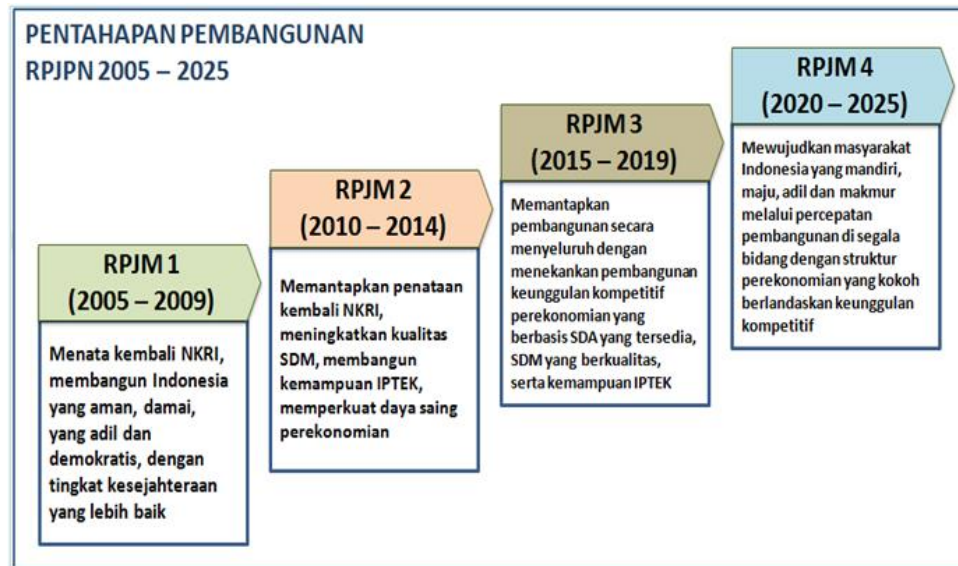 PENTAHAPAN PEMBANGUNAN
RPJPN 2005 – 2025
RPJM 1
(2005 – 2009)
Menata kembali NKRI,
membangun Indonesia
yang aman, damai,
yang adil dan
demokratis, dengan
tingkat kesejahteraan
yang lebih baik
RPJM 2
(2010 – 2014)
Memantapkan penataan
kembali NKRI,
meningkatkan kualitas
SDM, membangun
kemampuan IPTEK,
memperkuat daya saing
perekonomian
RPJM 3
(2015 – 2019)
Memantapkan
pembangunan secara
menyeluruh dengan
menekankan pembangunan
keunggulan kompetitif
perekonomian yang
berbasis SDA yang tersedia,
SDM yang berkualitas,
serta kemampuan IPTEK
RPJM 4
(2020 – 2025)
Mewujudkan masyarakat
Indonesia yang mandiri,
maju, adil dan makmur
melalui percepatan
pembangunan di segala
bidang dengan struktur
perekonomian yang kokoh
berlandaskan keunggulan
kompetitif